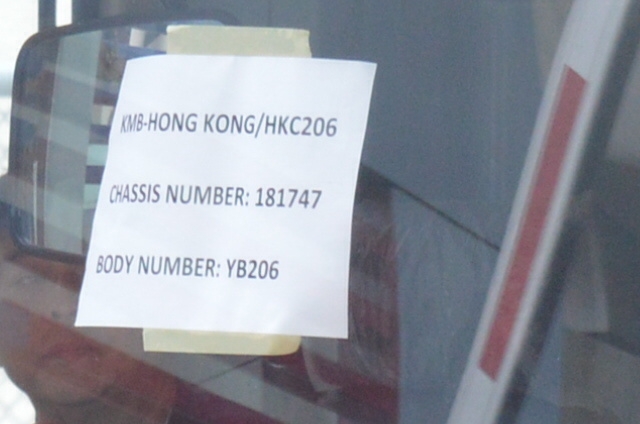 KMB-HONG KONG/HKC206
CHASSIS NUMBER: 181747
BODY NUMBER: YB206